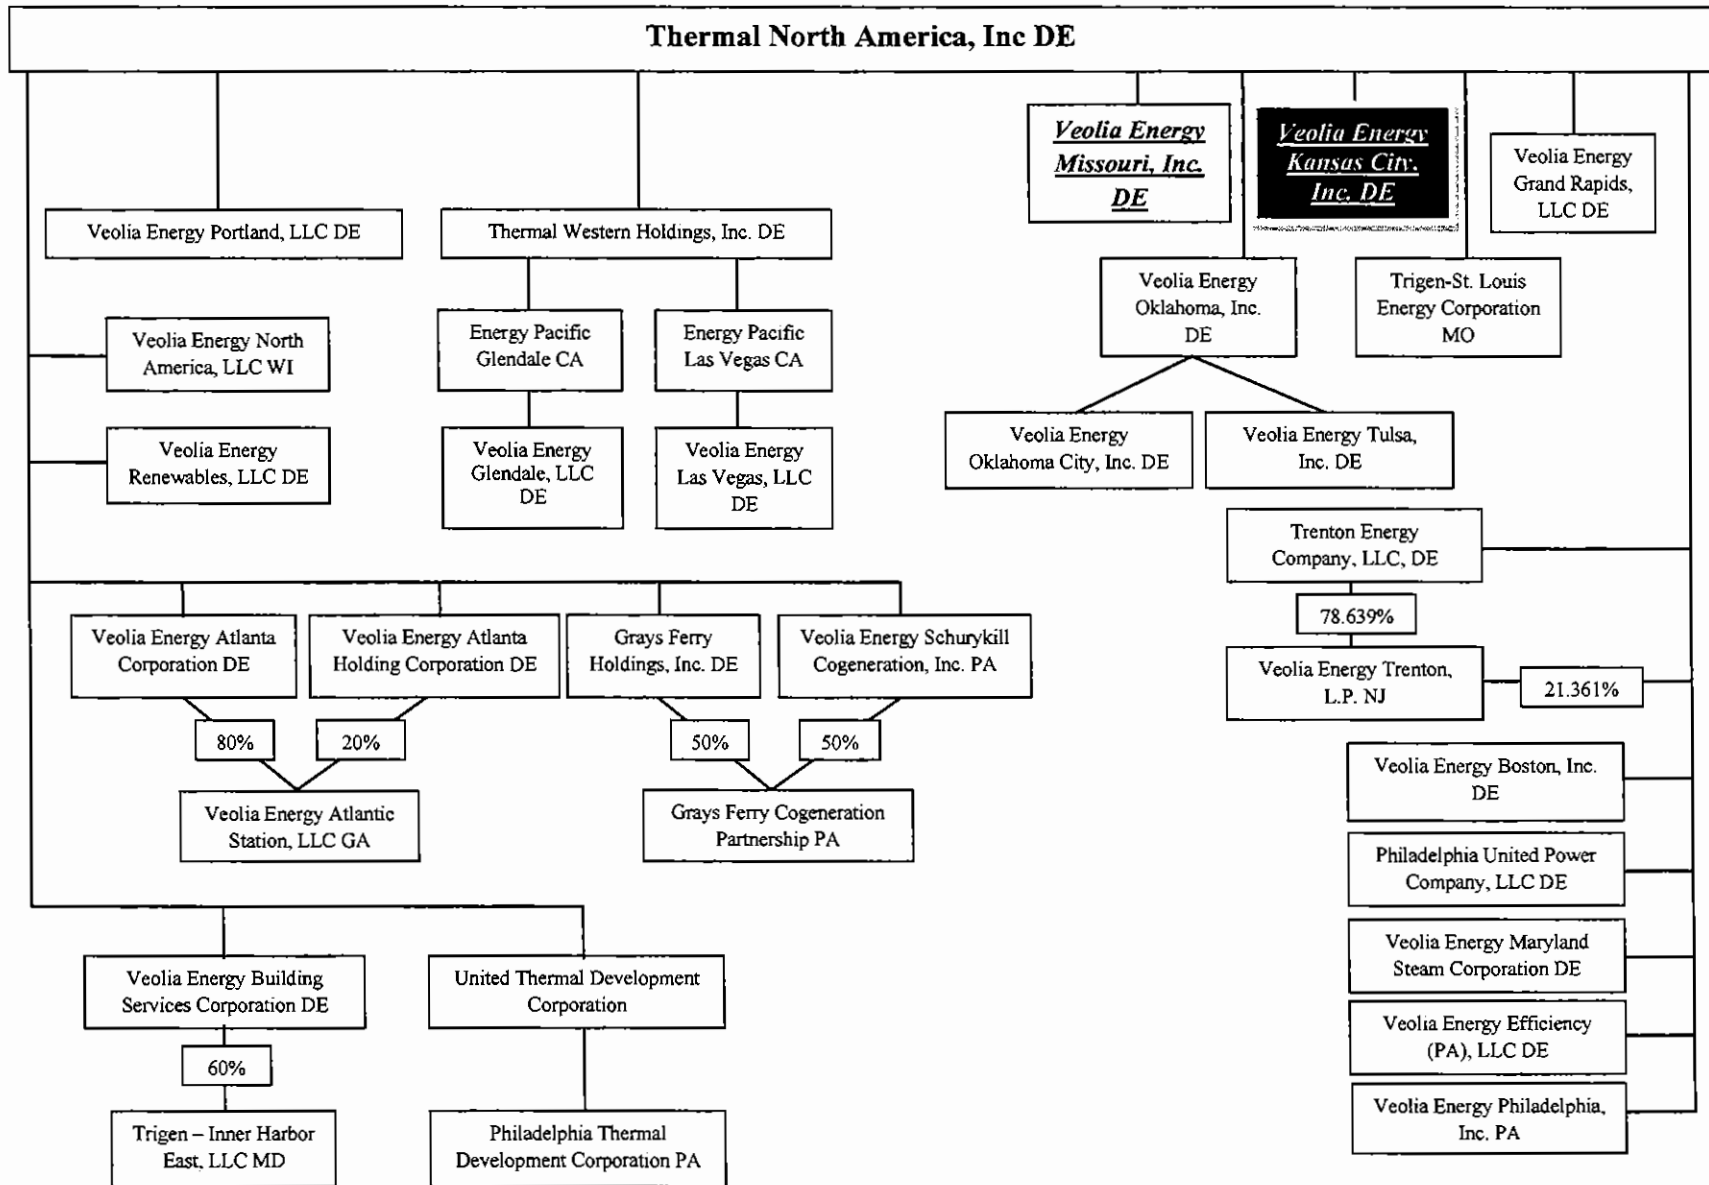 Thermal North America, Inc DE
Veolia Energy
Missouri, Inc.
DE
Veolia Energy
Kansas City,
Inc. DE
Veolia Energy
Grand Rapids,
LLC DE
Veolia Energy Portland, LLC DE
Thermal Western Holdings, Inc. DE
Veolia Energy
Oklahoma, Inc.
DE
Trigen-St. Louis
Energy Corporation
MO
Veolia Energy North
America, LLC WI
Energy Pacific
Glendale CA
Energy Pacific
Las Vegas CA
Veolia Energy
Renewables, LLC DE
Veolia Energy
Glendale, LLC
DE
Veolia Energy
Las Vegas, LLC
DE
Veolia Energy
Oklahoma City, Inc. DE
Veolia Energy Tulsa,
Inc. DE
Trenton Energy
Company, LLC, DE
78.639%
Veolia Energy Trenton,
L.P. NJ
21.361%
Veolia Energy Atlanta
Corporation DE
Veolia Energy Atlanta
Holding Corporation DE
Grays Ferry
Holdings, Inc. DE
Veolia Energy Schurykill
Cogeneration, Inc. PA
80%
20%
50%
50%
Veolia Energy Atlantic
Station, LLC GA
Grays Ferry Cogeneration
Partnership PA
Veolia Energy Boston, Inc.
DE
Philadelphia United Power
Company, LLC DE
Veolia Energy Maryland
Steam Corporation DE
Veolia Energy Efficiency
(PA), LLC DE
Veolia Energy Philadelphia,
Inc. PA
Veolia Energy Building
Services Corporation DE
United Thermal Development
Corporation
60%
Trigen – Inner Harbor
East, LLC MD
Philadelphia Thermal
Development Corporation PA